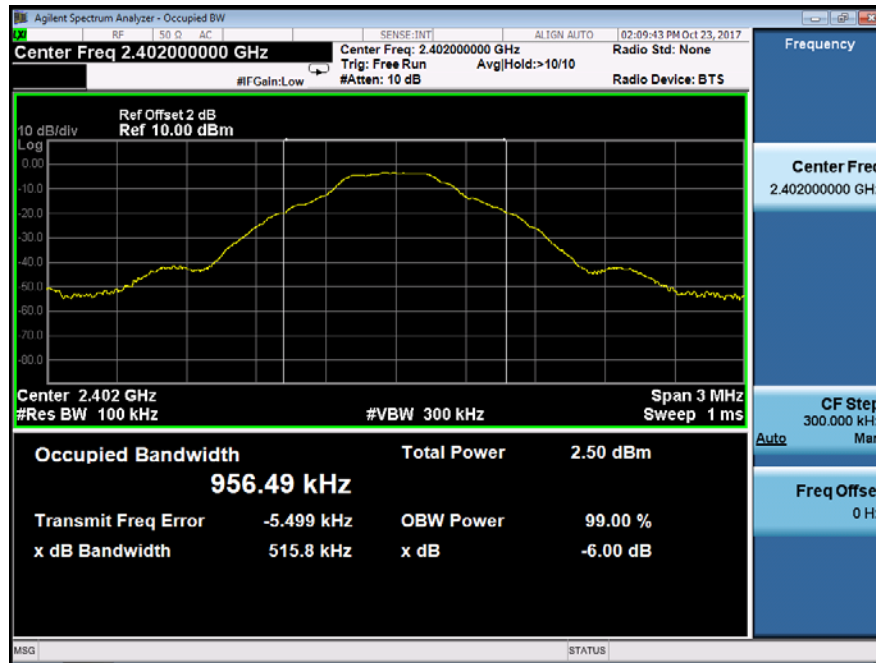 Agilent Spectrum Analyzer - Occupied BW
LXI RF 50 Ω AC SENSE:INT ALIGN AUTO 02:09:43 PM Oct 23, 2017
Center Freq 2.402000000 GHz
#IFGain:Low
Center Freq: 2.402000000 GHz
Trig: Free Run Avg|Hold:>10/10
#Atten: 10 dB
Radio Std: None
Radio Device: BTS
Ref Offset 2 dB
10 dB/div Ref 10.00 dBm
Log
0.00
-10.0
-20.0
-30.0
-40.0
-50.0
-60.0
-70.0
-80.0
Center 2.402 GHz Span 3 MHz
#Res BW 100 kHz #VBW 300 kHz Sweep 1 ms
Occupied Bandwidth Total Power 2.50 dBm
956.49 kHz
Transmit Freq Error -5.499 kHz OBW Power 99.00 %
x dB Bandwidth 515.8 kHz x dB -6.00 dB
MSG STATUS
Frequency
Center Fre
2.402000000 GH
CF Step
300.000 kH
Auto Ma
Freq Offse
0 H